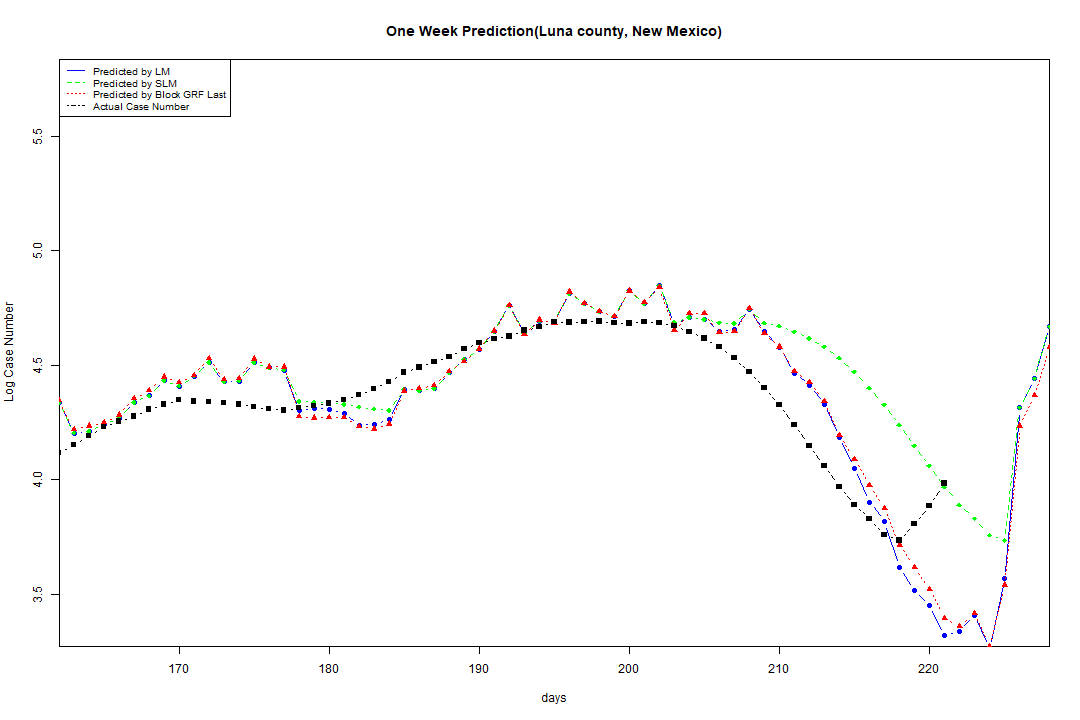 One Week Prediction(Luna county, New Mexico)
Predicted by LM
Predicted by SLM
Predicted by Block GRF Last
Actual Case Number
5.5
5.0
4.5
4.0
3.5
Log Case Number
170 180 190 200 210 220
days